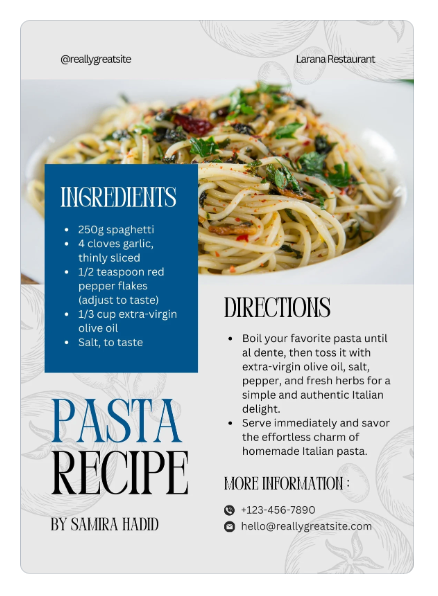 @reallygreatsite
Larana Restaurant
INGREDIENTS
• 250g spaghetti
• 4 cloves garlic,
thinly sliced
• 1/2 teaspoon red
pepper flakes
(adjust to taste)
• 1/3 cup extra-virgin
olive oil
• Salt, to taste
PASTA
RECIPE
BY SAMIRA HADID
DIRECTIONS
• Boil your favorite pasta until
al dente, then toss it with
extra-virgin olive oil, salt,
pepper, and fresh herbs for a
simple and authentic Italian
delight.
• Serve immediately and savor
the effortless charm of
homemade Italian pasta.
MORE INFORMATION :
+123-456-7890
hello@reallygreatsite.com